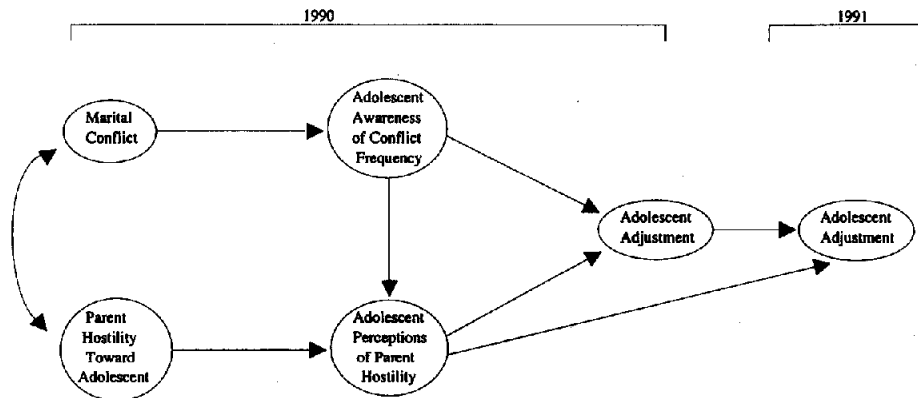 1990
1991
Marital
Conflict
Adolescent
Awareness
of Conflict
Frequency
Adolescent
Adjustment
Adolescent
Adjustment
Parent
Hostility
Toward
Adolescent
Adolescent
Perceptions
of Parent
Hostility